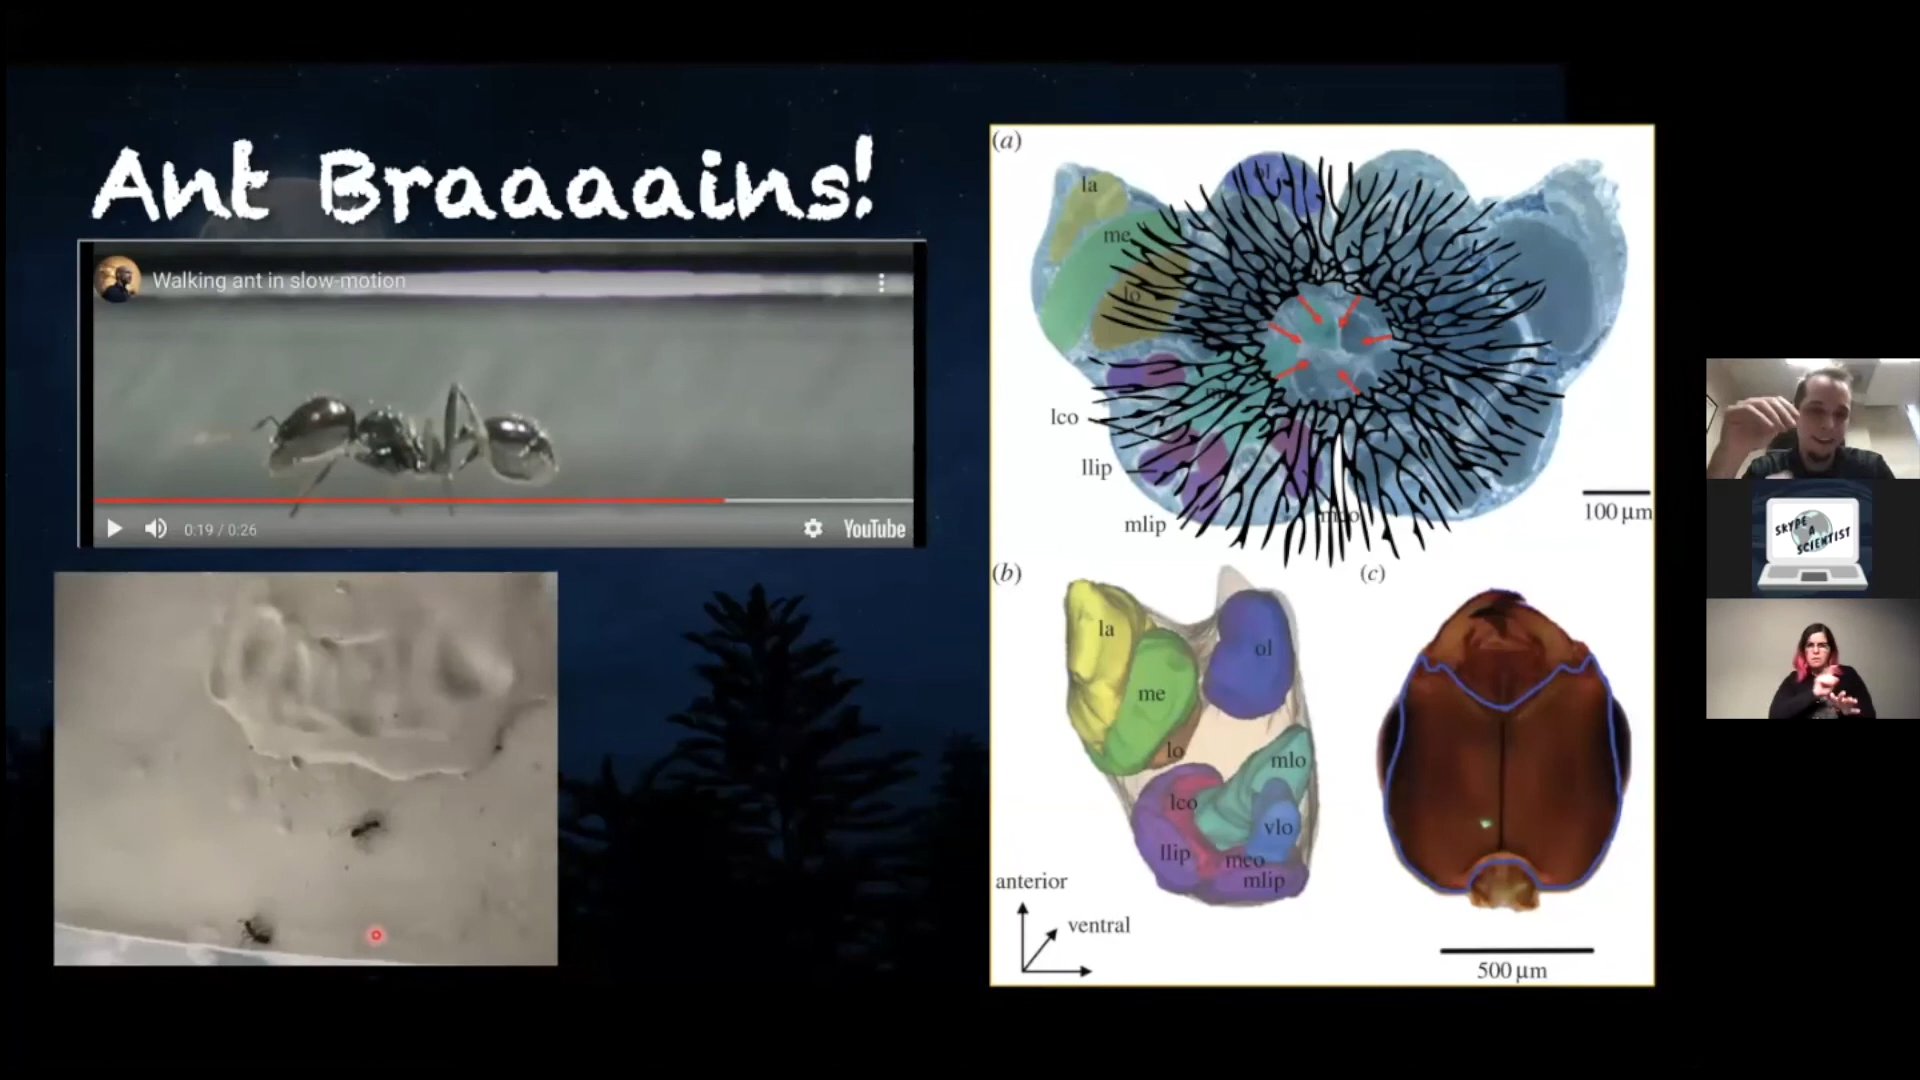 Ant Braaaains!
Walking ant in slow-motion
0:19 / 0:26
YouTube
(a)
la
ol
me
lo
lco
llip
mlip
100 µm
(b)
la
ol
me
lo
mlo
lco
vlo
llip
meo
mlip
anterior
ventral
(c)
500 µm
SKYPE
A
SCIENTIST